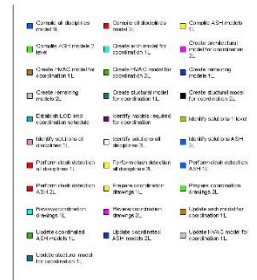 Compile all disciplines
model 1L
Compile all disciplines
model 2L
Compile ASH models
1L
Compile ASH models 2
level
Create arch model for
coordination 1L
Create architectural
model for coordination
2L
Create HVAC model for
coordination 1L
Create HVAC model for
coordination 2L
Create remaining
models 1L
Create remaining
models 2L
Create stuctural model
for coordination 1L
Create stuctural model
for coordination 2L
Establish LOD and
coordination schedule
Identify models required
for coordination
Identify solutions 1 level
Identify solutions all
disciplines 1L
Identify solutions all
disciplines 2L
Identify solutions ASH
2L
Perform clash detection
all disciplines 1L
Perform clash detection
all disciplines 2L
Perform clash detection
ASH 1L
Perform clash detection
ASH 2L
Prepare coordination
drawings 1L
Prepare coordination
drawings 2L
Review coordination
drawings 1L
Review coordination
drawings 2L
Update arch model for
coordination 1L
Update coordinated
ASH models 1L
Update coordinated
ASH models 2L
Update HVAC model for
coordination 1L
Update stuctural model
for coordination 1L